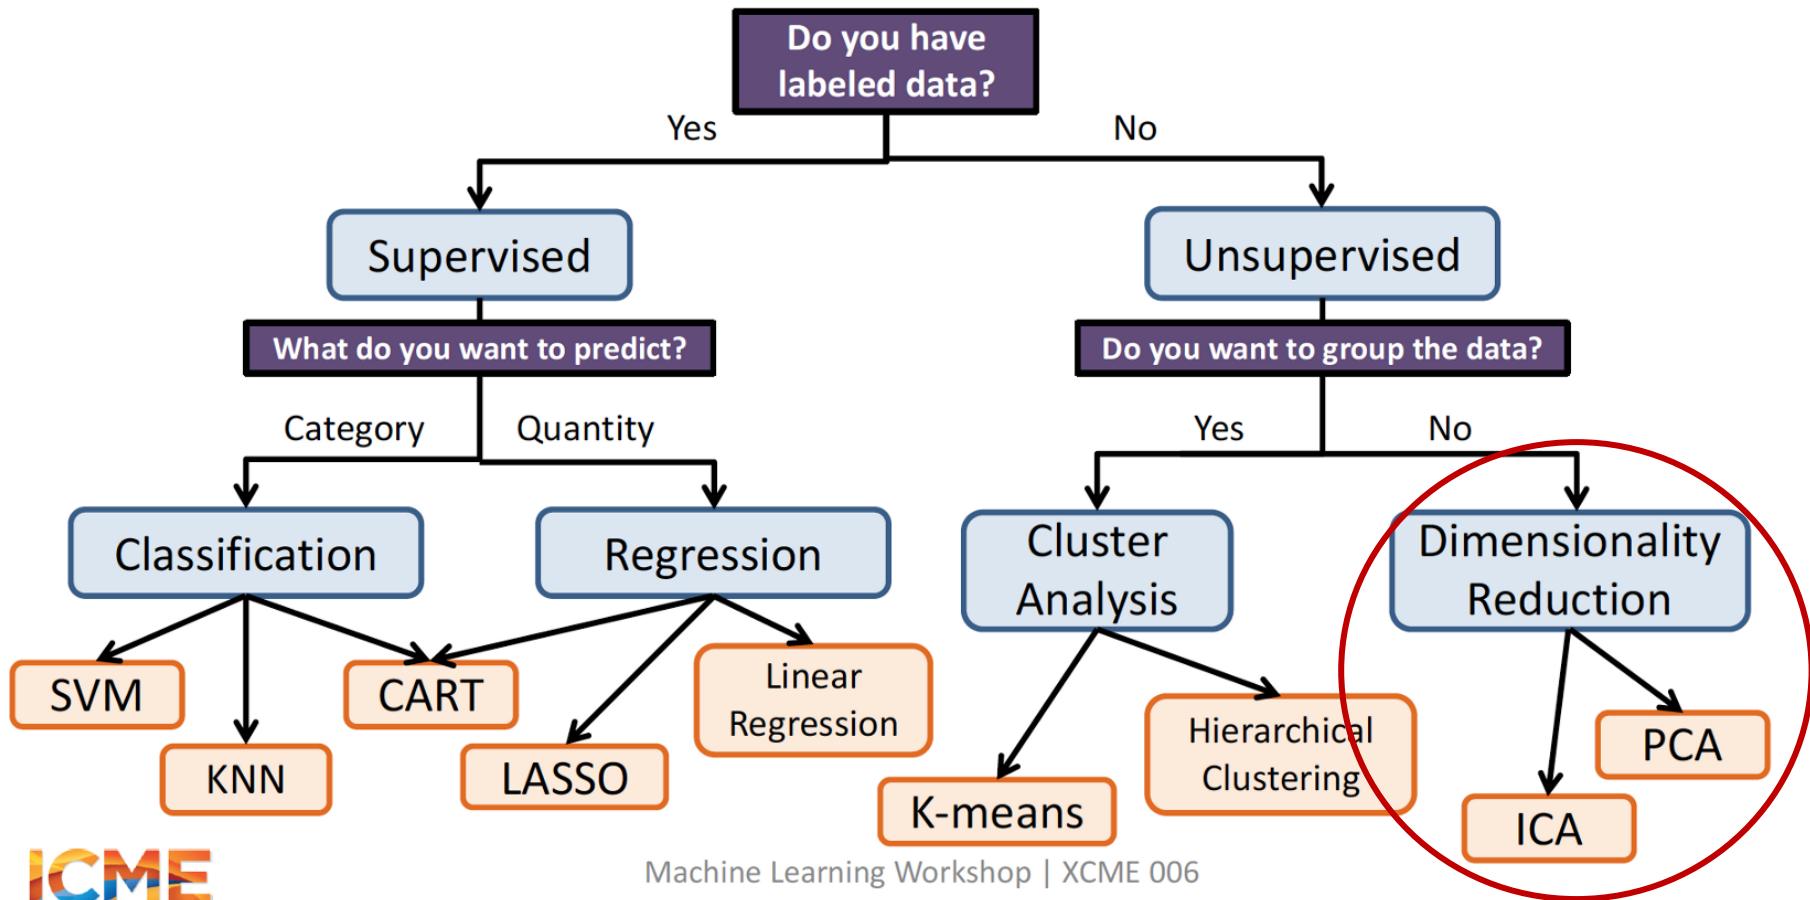 Do you have
labeled data?
Yes
No
Supervised
Unsupervised
What do you want to predict?
Do you want to group the data?
Category
Quantity
Yes
No
Classification
Regression
Cluster
Analysis
Dimensionality
Reduction
SVM
CART
Linear
Regression
Hierarchical
Clustering
PCA
KNN
LASSO
K-means
ICA
ICME
Machine Learning Workshop | XCME 006